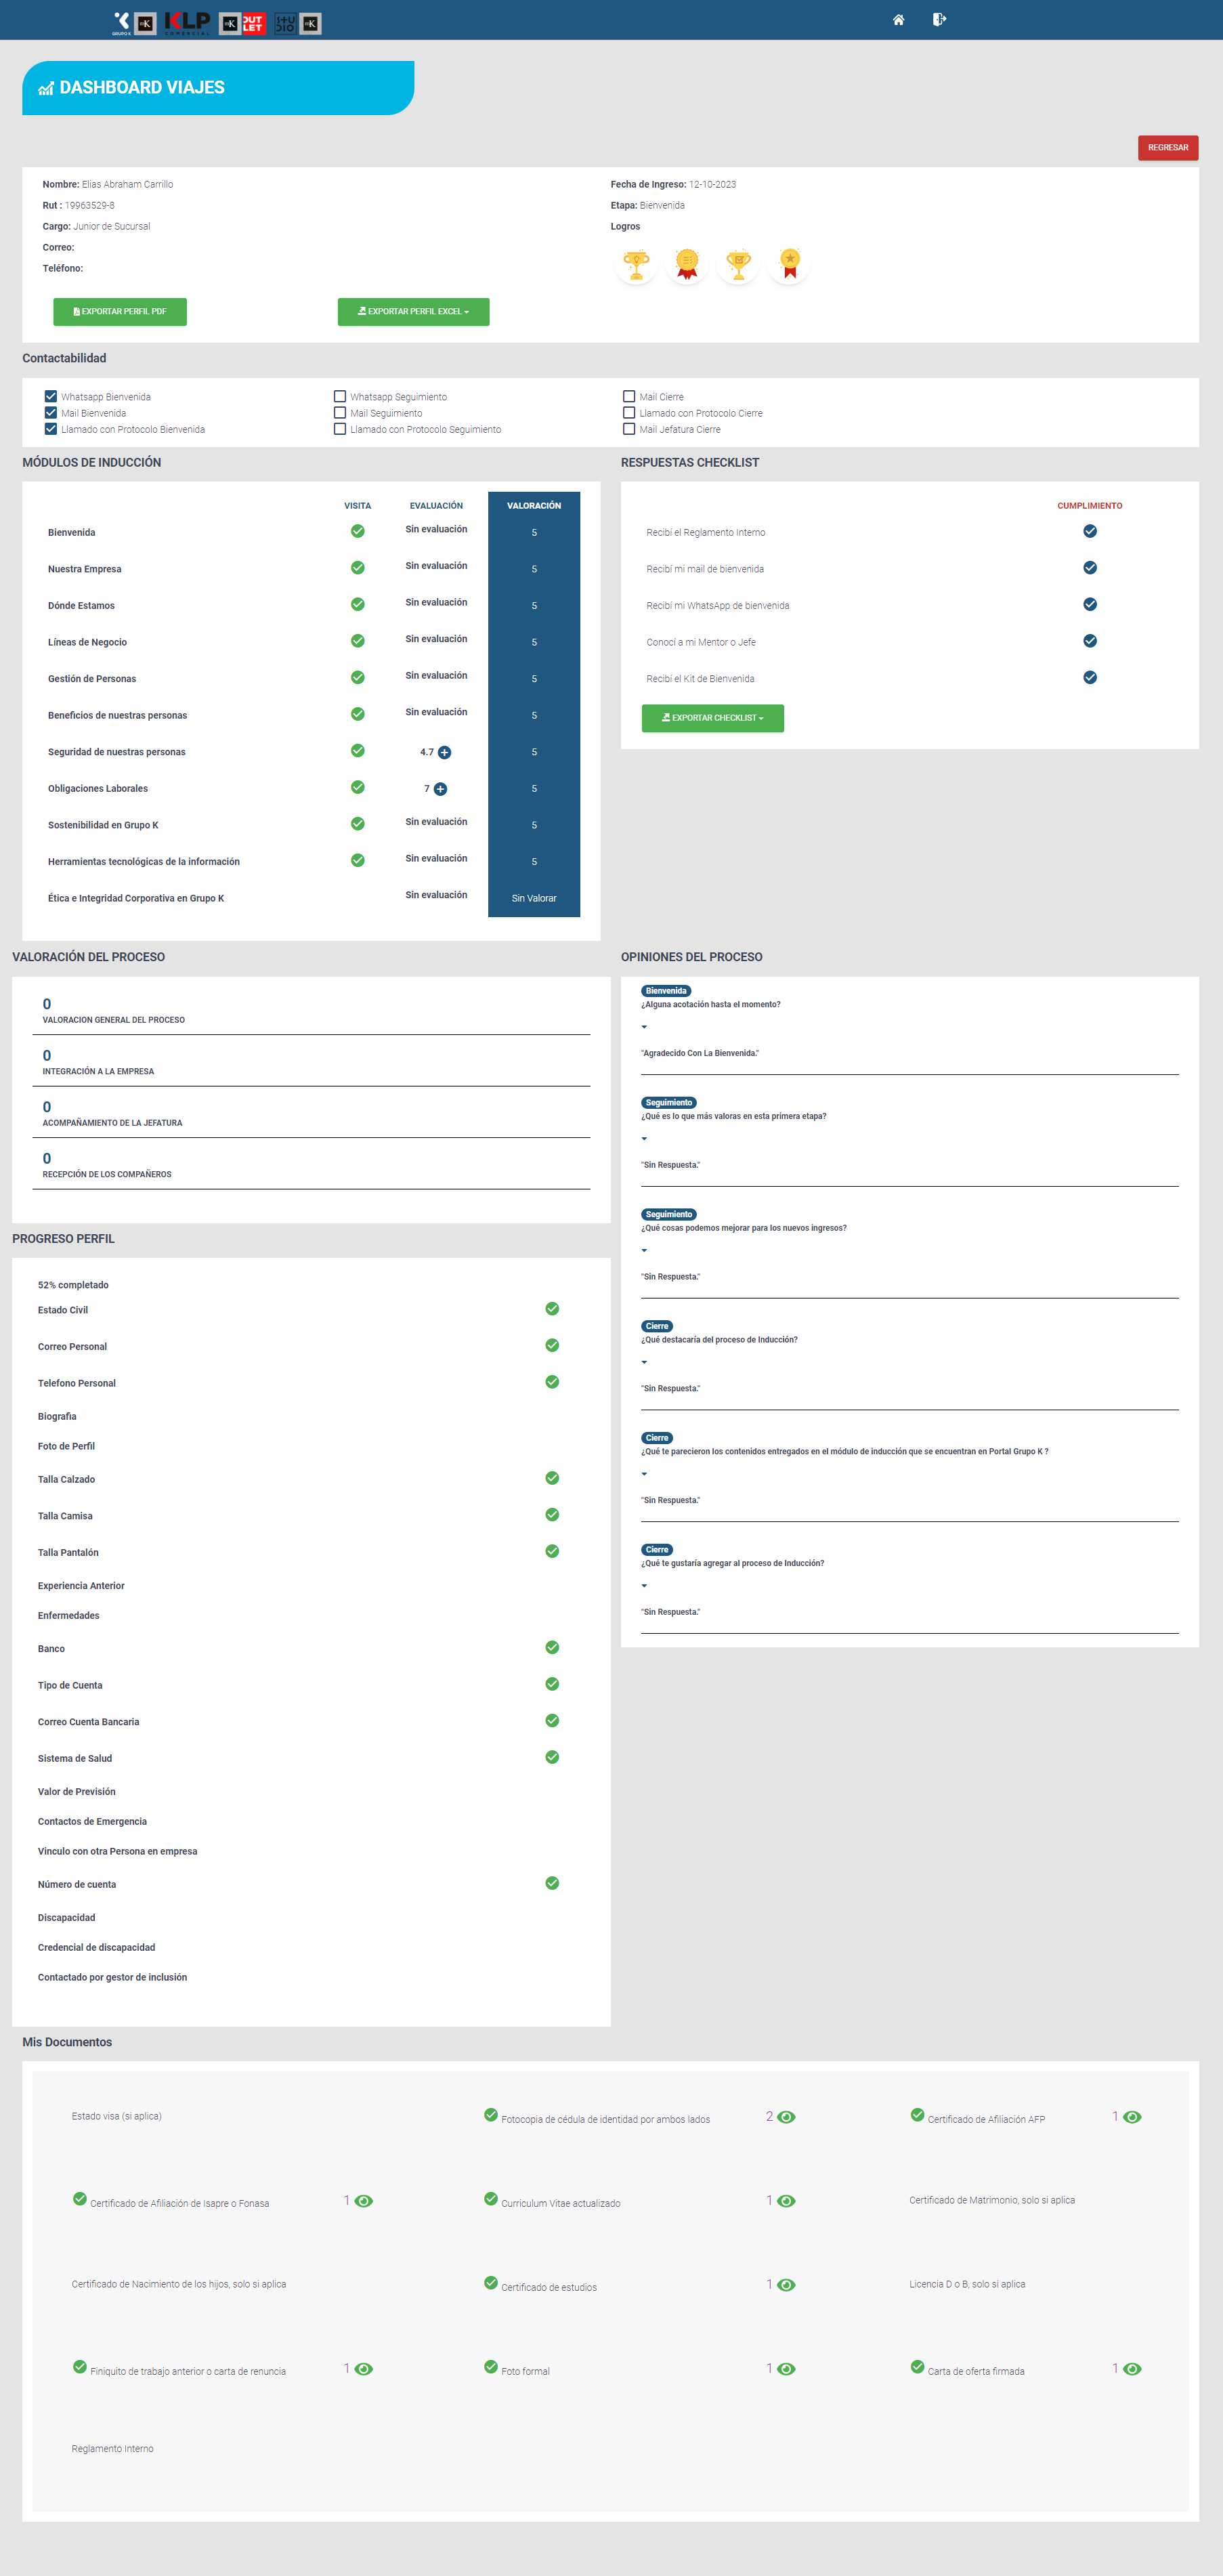 GRUPO K
K
KLP
COMERCIAL
K
OUT
LET
STU
DIO
K
DASHBOARD VIAJES
REGRESAR
Nombre: Elias Abraham Carrillo
Rut : 19963529-8
Cargo: Junior de Sucursal
Correo:
Teléfono:
Fecha de Ingreso: 12-10-2023
Etapa: Bienvenida
Logros
EXPORTAR PERFIL PDF
EXPORTAR PERFIL EXCEL
Contactabilidad
Whatsapp Bienvenida
Mail Bienvenida
Llamado con Protocolo Bienvenida
Whatsapp Seguimiento
Mail Seguimiento
Llamado con Protocolo Seguimiento
Mail Cierre
Llamado con Protocolo Cierre
Mail Jefatura Cierre
MÓDULOS DE INDUCCIÓN
VISITA EVALUACIÓN VALORACIÓN
Bienvenida Sin evaluación 5
Nuestra Empresa Sin evaluación 5
Dónde Estamos Sin evaluación 5
Líneas de Negocio Sin evaluación 5
Gestión de Personas Sin evaluación 5
Beneficios de nuestras personas Sin evaluación 5
Seguridad de nuestras personas 4.7 5
Obligaciones Laborales 7 5
Sostenibilidad en Grupo K Sin evaluación 5
Herramientas tecnológicas de la información Sin evaluación 5
Ética e Integridad Corporativa en Grupo K Sin evaluación Sin Valorar
RESPUESTAS CHECKLIST
CUMPLIMIENTO
Recibí el Reglamento Interno
Recibí mi mail de bienvenida
Recibí mi WhatsApp de bienvenida
Conocí a mi Mentor o Jefe
Recibí el Kit de Bienvenida
EXPORTAR CHECKLIST
VALORACIÓN DEL PROCESO
0
VALORACION GENERAL DEL PROCESO
0
INTEGRACIÓN A LA EMPRESA
0
ACOMPAÑAMIENTO DE LA JEFATURA
0
RECEPCIÓN DE LOS COMPAÑEROS
OPINIONES DEL PROCESO
Bienvenida
¿Alguna acotación hasta el momento?
"Agradecido Con La Bienvenida."
Seguimiento
¿Qué es lo que más valoras en esta primera etapa?
"Sin Respuesta."
Seguimiento
¿Qué cosas podemos mejorar para los nuevos ingresos?
"Sin Respuesta."
Cierre
¿Qué destacaría del proceso de Inducción?
"Sin Respuesta."
Cierre
¿Qué te parecieron los contenidos entregados en el módulo de inducción que se encuentran en Portal Grupo K ?
"Sin Respuesta."
Cierre
¿Qué te gustaría agregar al proceso de Inducción?
"Sin Respuesta."
PROGRESO PERFIL
52% completado
Estado Civil
Correo Personal
Telefono Personal
Biografía
Foto de Perfil
Talla Calzado
Talla Camisa
Talla Pantalón
Experiencia Anterior
Enfermedades
Banco
Tipo de Cuenta
Correo Cuenta Bancaria
Sistema de Salud
Valor de Previsión
Contactos de Emergencia
Vinculo con otra Persona en empresa
Número de cuenta
Discapacidad
Credencial de discapacidad
Contactado por gestor de inclusión
Mis Documentos
Estado visa (si aplica)
Fotocopia de cédula de identidad por ambos lados 2
Certificado de Afiliación AFP 1
Certificado de Afiliación de Isapre o Fonasa 1
Curriculum Vitae actualizado 1
Certificado de Matrimonio, solo si aplica
Certificado de Nacimiento de los hijos, solo si aplica
Certificado de estudios 1
Licencia D o B, solo si aplica
Finiquito de trabajo anterior o carta de renuncia 1
Foto formal 1
Carta de oferta firmada 1
Reglamento Interno